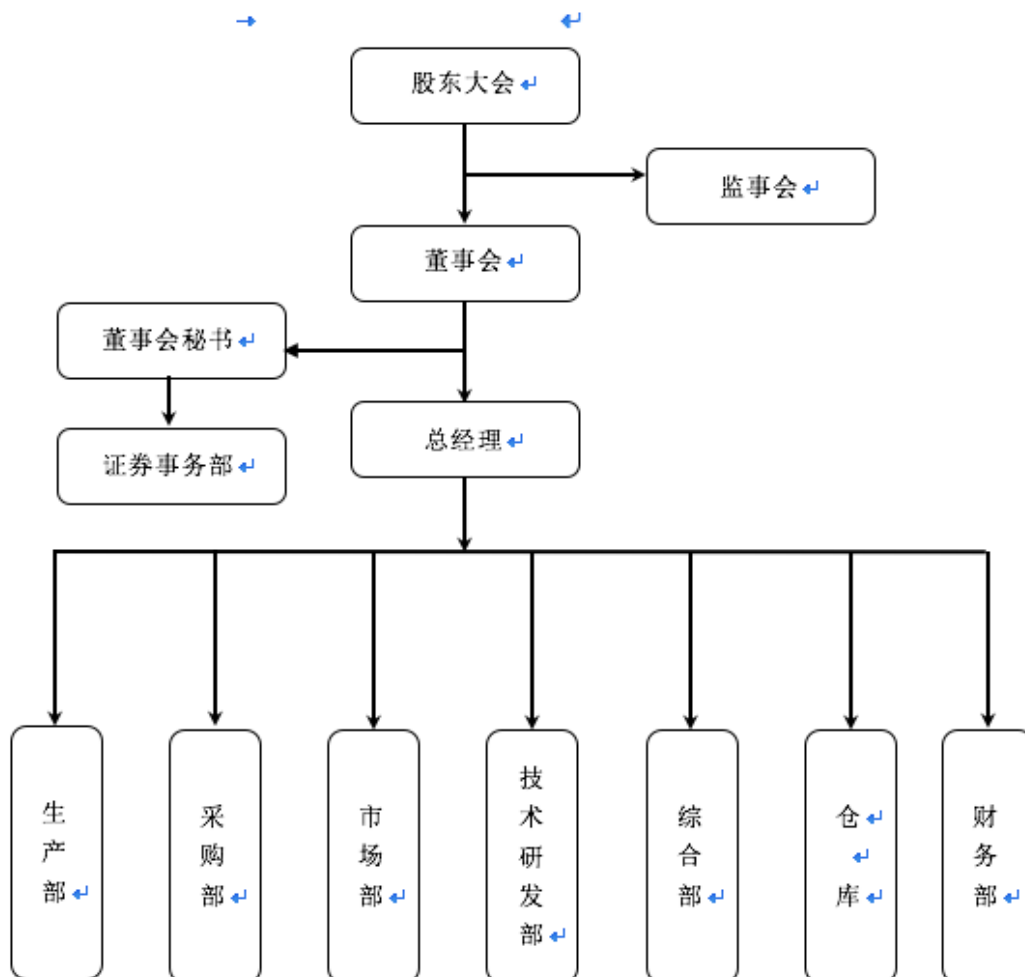 股东大会
监事会
董事会
董事会秘书
总经理
证券事务部
生产部
采购部
市场部
技术研发部
综合部
仓库
财务部